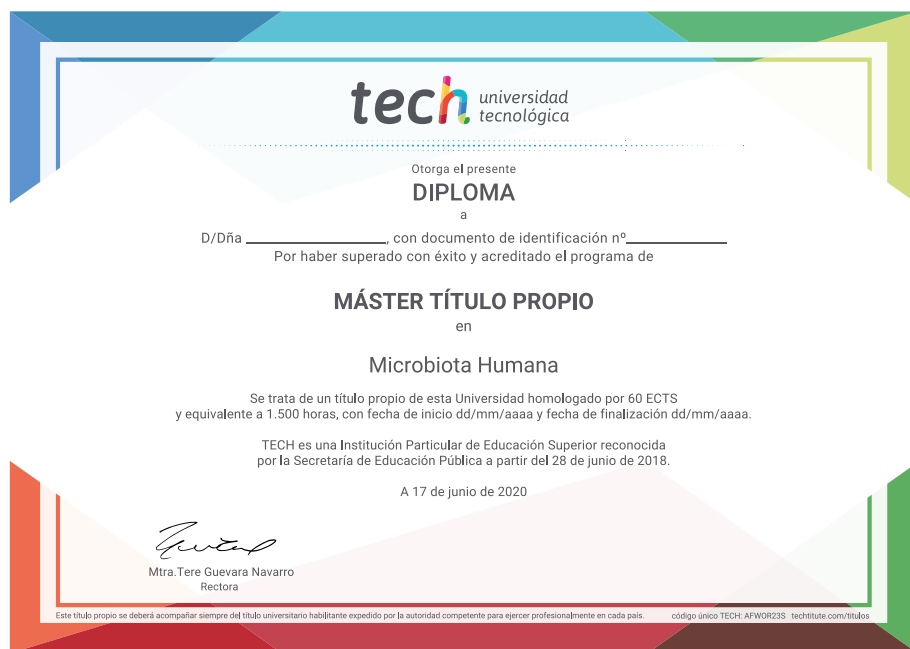 tech universidad
tecnológica
Otorga el presente
DIPLOMA
a
D/Dña ____________________, con documento de identificación nº______________
Por haber superado con éxito y acreditado el programa de
MÁSTER TÍTULO PROPIO
en
Microbiota Humana
Se trata de un título propio de esta Universidad homologado por 60 ECTS
y equivalente a 1.500 horas, con fecha de inicio dd/mm/aaaa y fecha de finalización dd/mm/aaaa.
TECH es una Institución Particular de Educación Superior reconocida
por la Secretaría de Educación Pública a partir del 28 de junio de 2018.
A 17 de junio de 2020
Mtra.Tere Guevara Navarro
Rectora
Este título propio se deberá acompañar siempre del título universitario habilitante expedido por la autoridad competente para ejercer profesionalmente en cada país. código único TECH: AFWOR23S techtitute.com/titulos